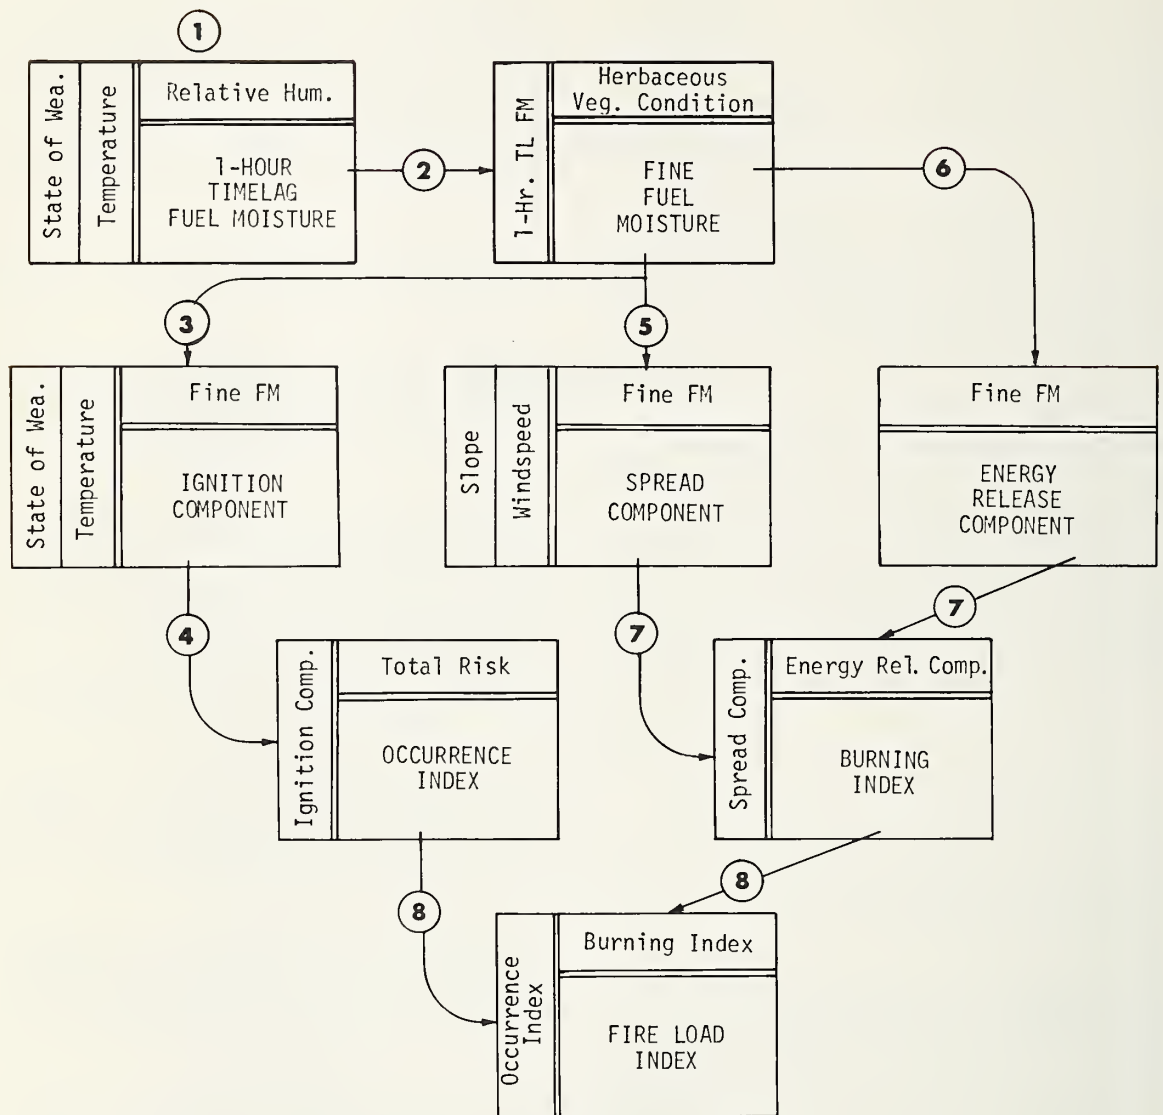 1
State of Wea.
Temperature
Relative Hum.
1-HOUR
TIMELAG
FUEL MOISTURE
2
1-Hr. TL FM
Herbaceous
Veg. Condition
FINE
FUEL
MOISTURE
6
3
5
State of Wea.
Temperature
Fine FM
IGNITION
COMPONENT
Slope
Windspeed
Fine FM
SPREAD
COMPONENT
Fine FM
ENERGY
RELEASE
COMPONENT
4
7
7
Ignition Comp.
Total Risk
OCCURRENCE
INDEX
Spread Comp.
Energy Rel. Comp.
BURNING
INDEX
8
8
Occurrence
Index
Burning Index
FIRE LOAD
INDEX